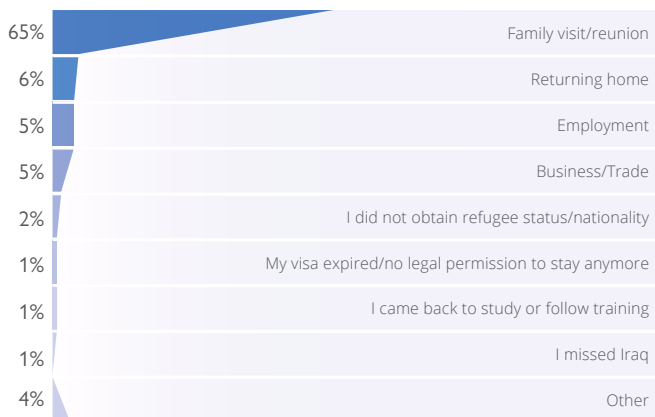 65% Family visit/reunion
6% Returning home
5% Employment
5% Business/Trade
2% I did not obtain refugee status/nationality
1% My visa expired/no legal permission to stay anymore
1% I came back to study or follow training
1% I missed Iraq
4% Other